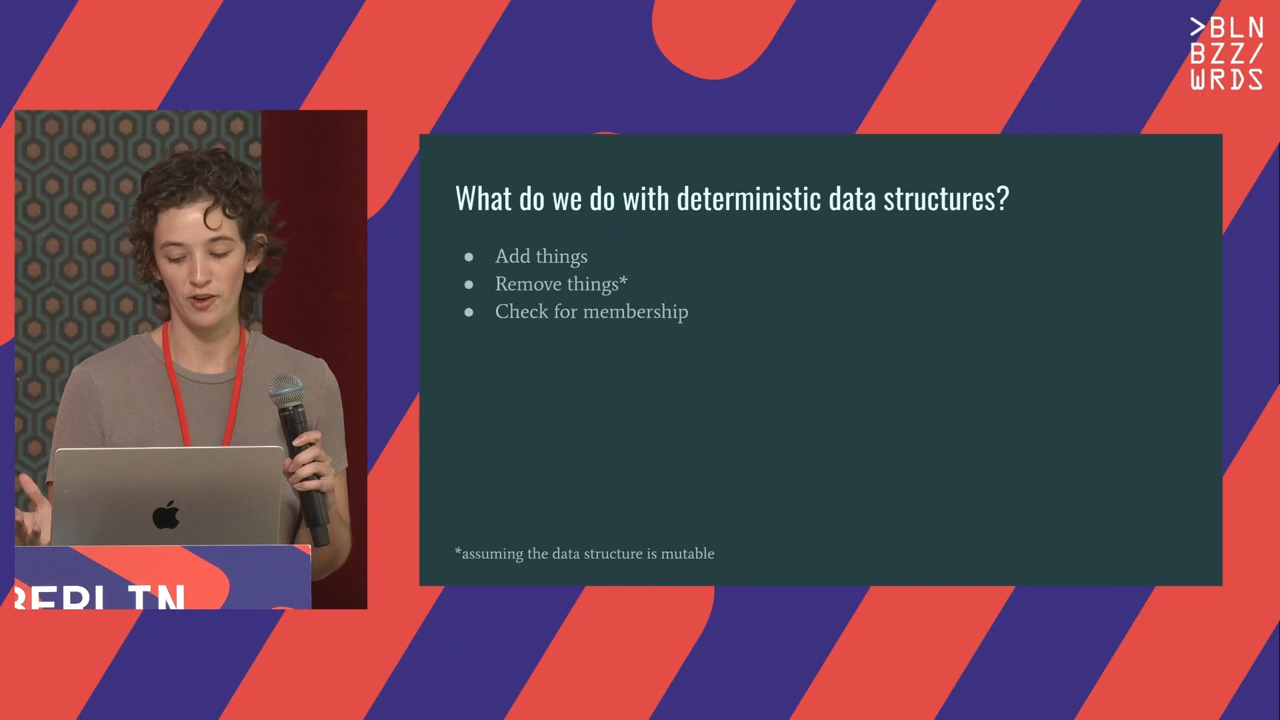 >BLN
BZZ/
WRDS
What do we do with deterministic data structures?
● Add things
● Remove things*
● Check for membership
*assuming the data structure is mutable
BERLIN